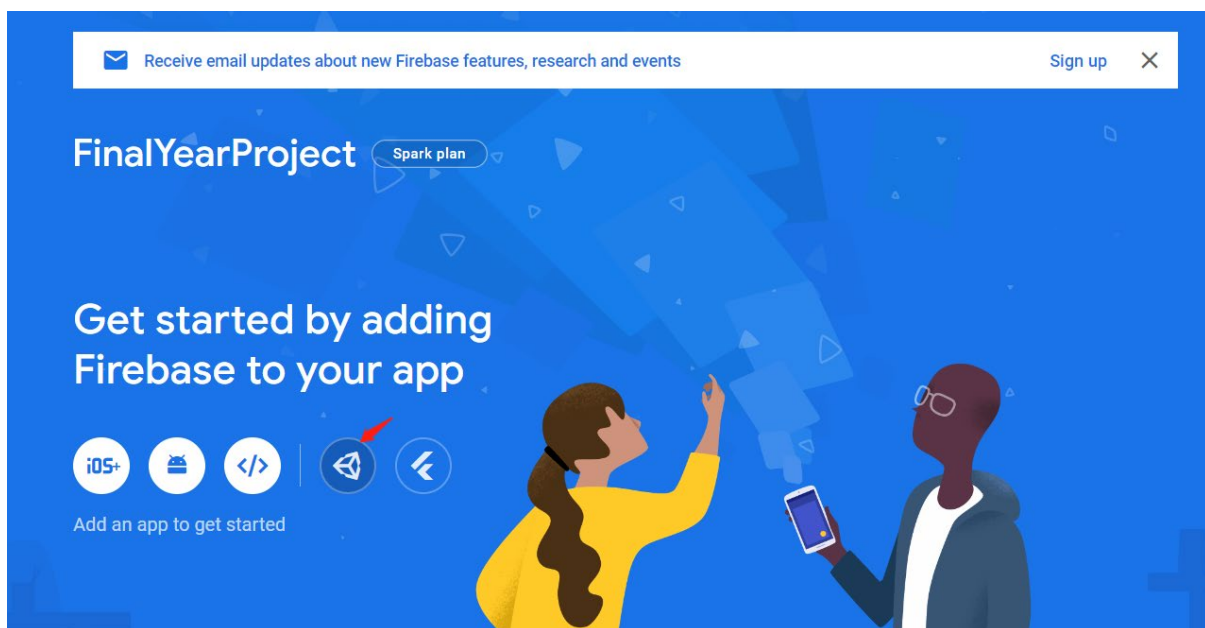 Receive email updates about new Firebase features, research and events
Sign up
FinalYearProject
Spark plan
Get started by adding
Firebase to your app
iOS+
</>
Add an app to get started